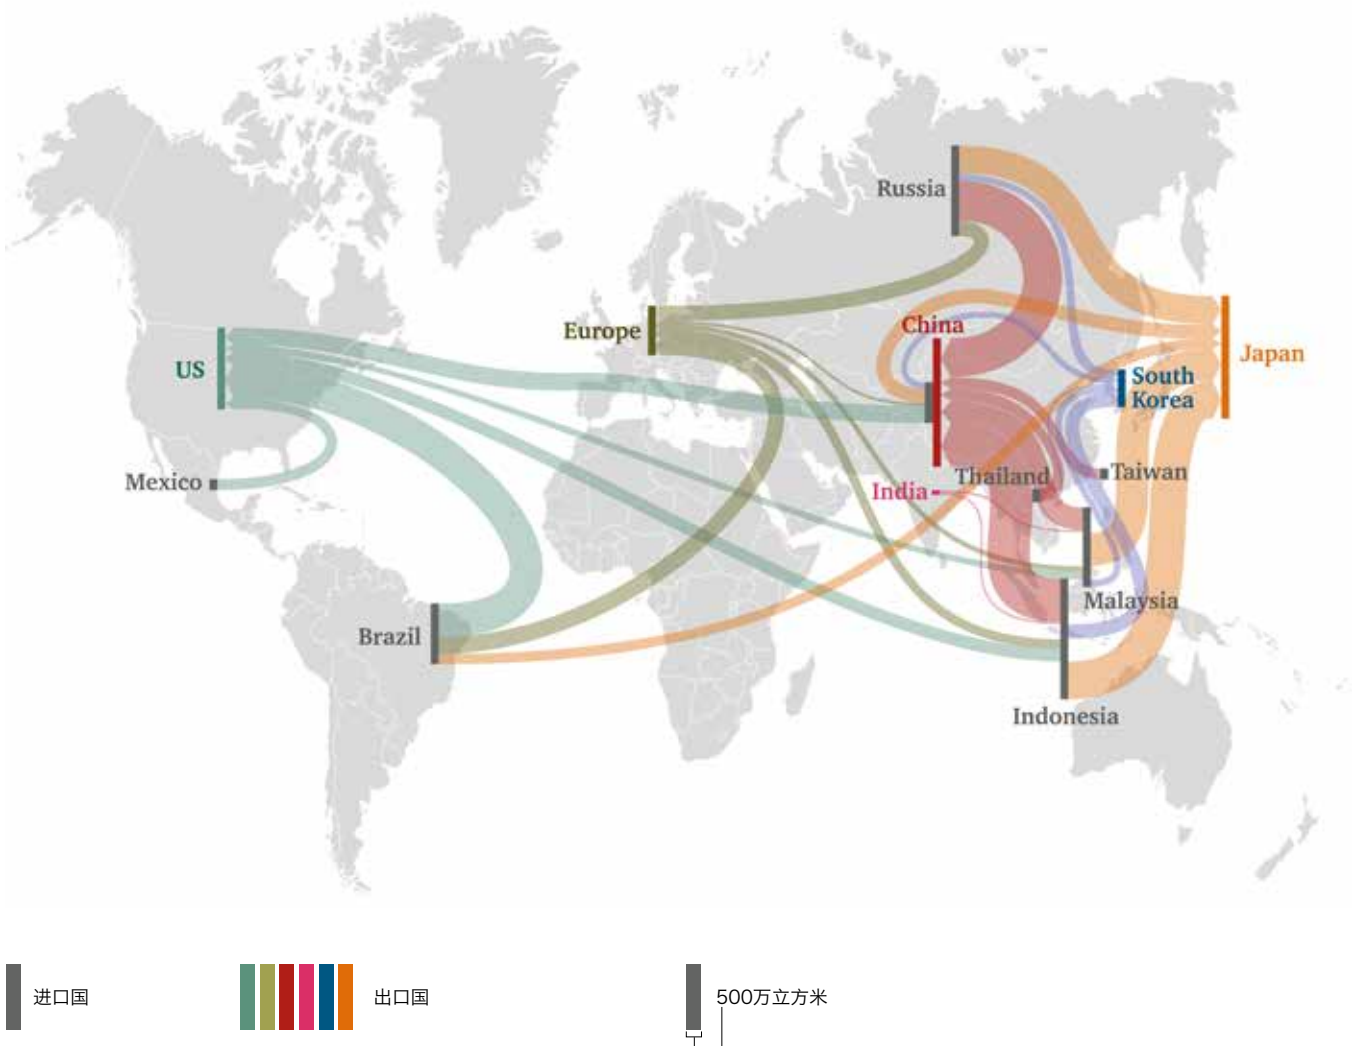 Russia
China
Europe
US
Japan
South
Korea
Mexico
India
Thailand
Taiwan
Malaysia
Brazil
Indonesia
进口国
出口国
500万立方米